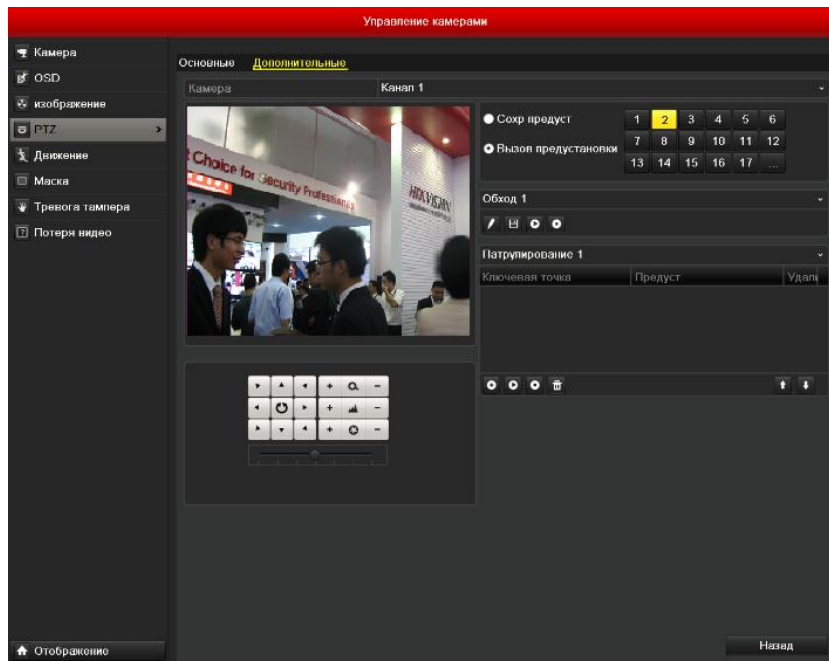 Управление камерами
Камера
OSD
изображение
PTZ
Движение
Маска
Тревога тампера
Потеря видео
Отображение
Основные Дополнительные
Камера Канал 1
t Choice for Security Professionals
HIKVISION
Сохр предуст
Вызов предустановки
1 2 3 4 5 6
7 8 9 10 11 12
13 14 15 16 17 ...
Обход 1
Патрулирование 1
Ключевая точка Предуст. Удаль
Назад